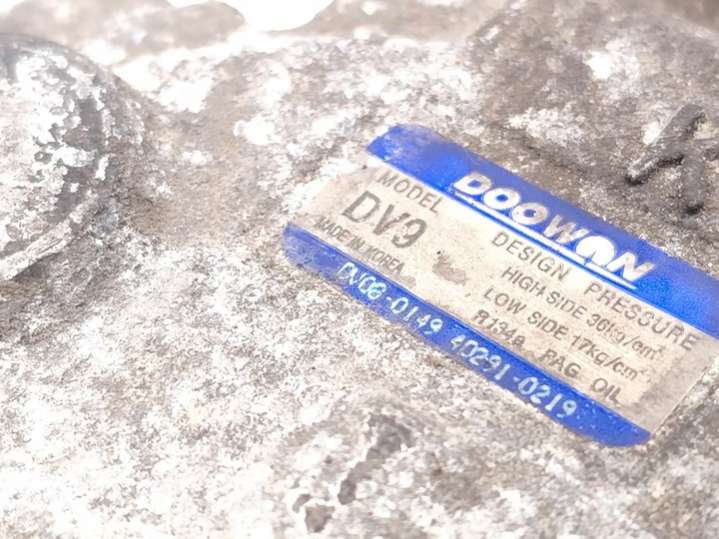 DOOWON
MODEL
DV9
MADE IN KOREA
DESIGN PRESSURE
HIGH SIDE 36kg/cm²
LOW SIDE 17kg/cm²
R134a PAG OIL
DV08-0149 40291-0219